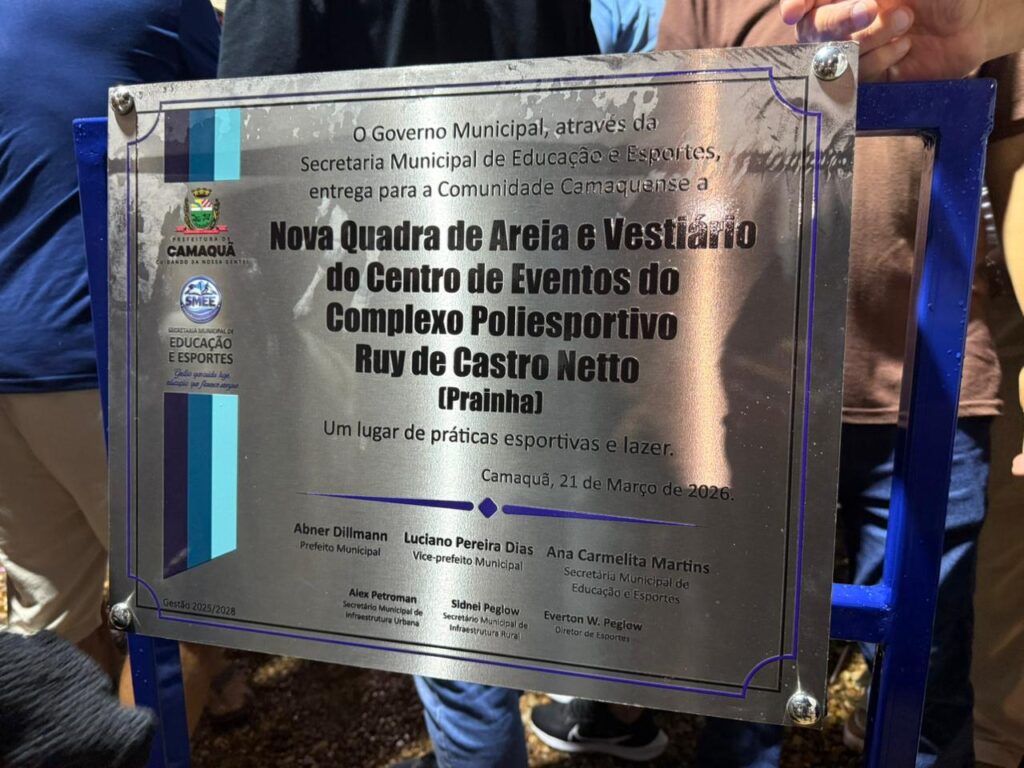 O Governo Municipal, através da
Secretaria Municipal de Educação e Esportes,
entrega para a Comunidade Camaquense a
Nova Quadra de Areia e Vestiário
do Centro de Eventos do
Complexo Poliesportivo
Ruy de Castro Netto
(Prainha)
Um lugar de práticas esportivas e lazer.
Camaquã, 21 de Março de 2026.
PREFEITURA DE
CAMAQUÃ
CUIDANDO DA NOSSA GENTE
SMEE
SECRETARIA MUNICIPAL DE
EDUCAÇÃO
E ESPORTES
Abner Dillmann
Prefeito Municipal
Luciano Pereira Dias
Vice-prefeito Municipal
Ana Carmelita Martins
Secretária Municipal de
Educação e Esportes
Alex Petroman
Secretário Municipal de
Infraestrutura Urbana
Sidnei Peglow
Secretário Municipal de
Infraestrutura Rural
Everton W. Peglow
Diretor de Esportes
Gestão 2025/2028